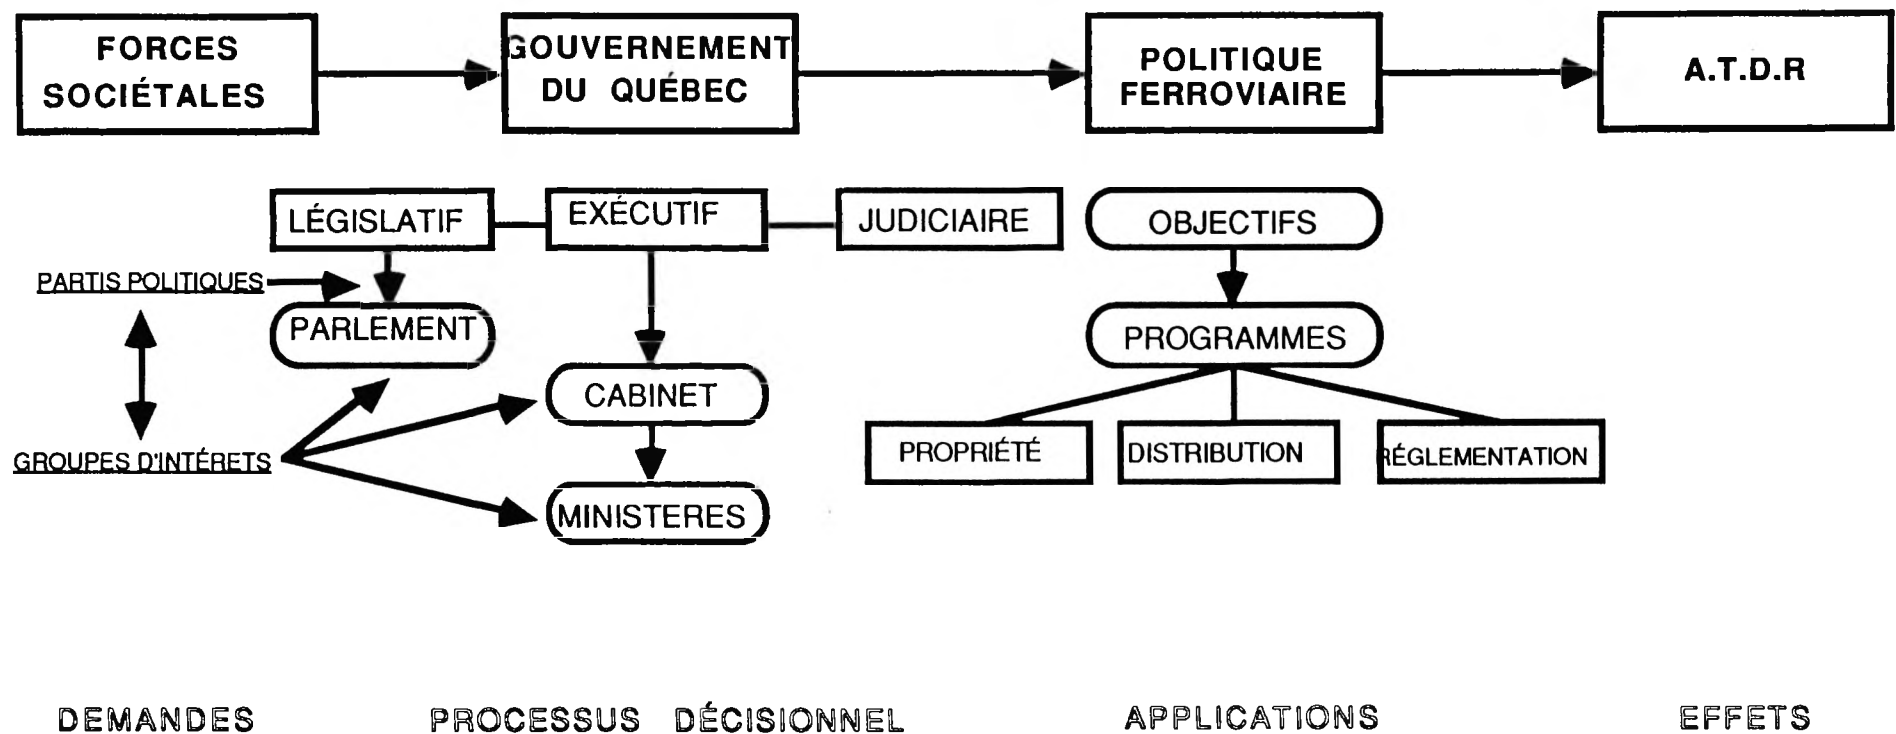 FORCES
SOCIÉTALES
GOUVERNEMENT
DU QUÉBEC
POLITIQUE
FERROVIAIRE
A.T.D.R
LÉGISLATIF
EXÉCUTIF
JUDICIAIRE
OBJECTIFS
PARTIS POLITIQUES
PARLEMENT
PROGRAMMES
CABINET
GROUPES D'INTÉRETS
PROPRIÉTÉ
DISTRIBUTION
RÉGLEMENTATION
MINISTERES
DEMANDES
PROCESSUS DÉCISIONNEL
APPLICATIONS
EFFETS